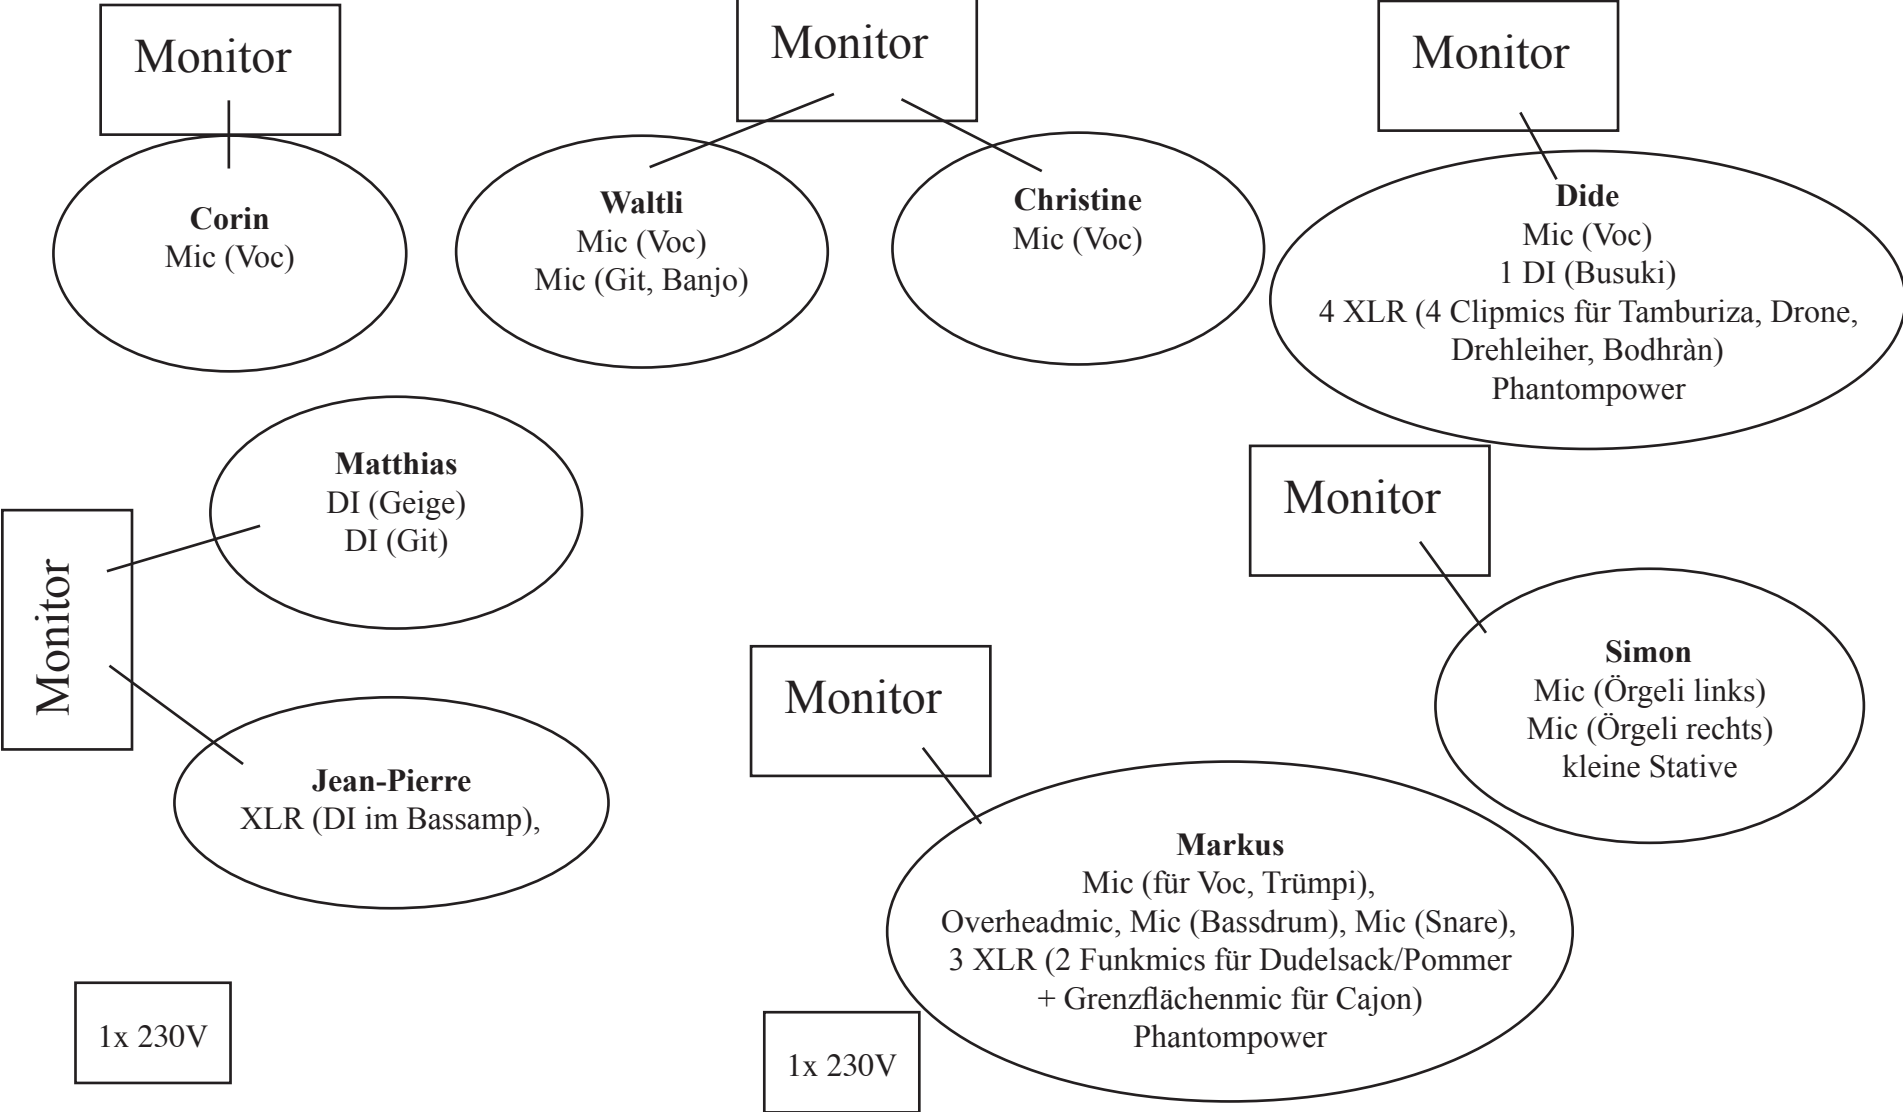 Monitor
Monitor
Monitor
Corin
Mic (Voc)
Waltli
Mic (Voc)
Mic (Git, Banjo)
Christine
Mic (Voc)
Dide
Mic (Voc)
1 DI (Busuki)
4 XLR (4 Clipmics für Tamburiza, Drone,
Drehleiher, Bodhràn)
Phantompower
Matthias
DI (Geige)
DI (Git)
Monitor
Monitor
Simon
Mic (Örgeli links)
Mic (Örgeli rechts)
kleine Stative
Jean-Pierre
XLR (DI im Bassamp),
Monitor
Markus
Mic (für Voc, Trümpi),
Overheadmic, Mic (Bassdrum), Mic (Snare),
3 XLR (2 Funkmics für Dudelsack/Pommer
+ Grenzflächenmic für Cajon)
Phantompower
1x 230V
1x 230V